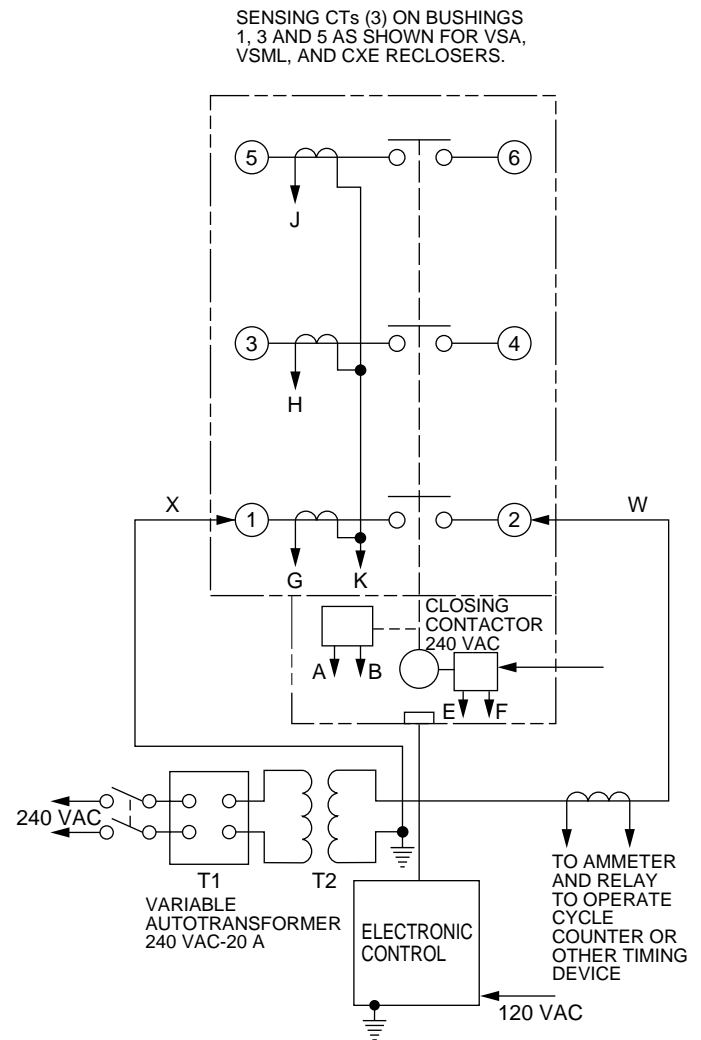 SENSING CTs (3) ON BUSHINGS
1, 3 AND 5 AS SHOWN FOR VSA,
VSML, AND CXE RECLOSERS.
5
6
J
3
4
H
X
1
2
W
G
K
CLOSING
CONTACTOR
240 VAC
A
B
E
F
240 VAC
T1
T2
VARIABLE
AUTOTRANSFORMER
240 VAC-20 A
ELECTRONIC
CONTROL
TO AMMETER
AND RELAY
TO OPERATE
CYCLE
COUNTER OR
OTHER TIMING
DEVICE
120 VAC